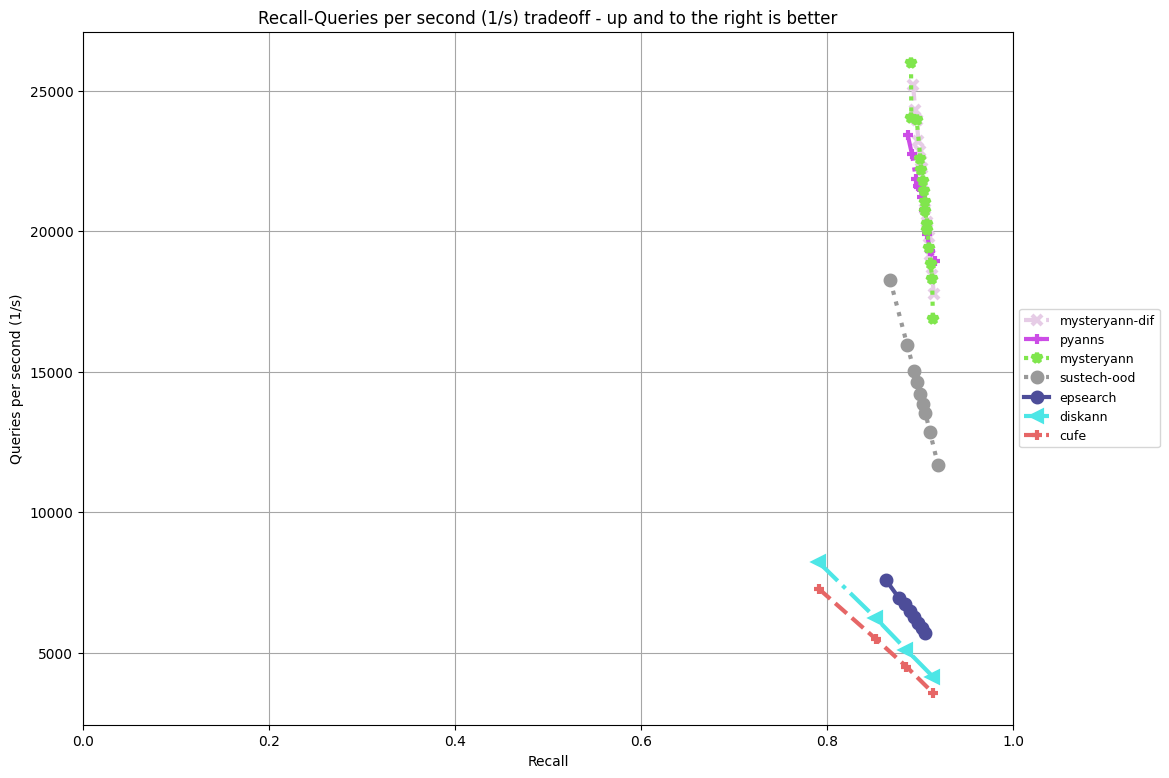 Recall-Queries per second (1/s) tradeoff - up and to the right is better
Queries per second (1/s)
25000
20000
15000
10000
5000
0.0 0.2 0.4 0.6 0.8 1.0
Recall
mysteryann-dif
pyanns
mysteryann
sustech-ood
epsearch
diskann
cufe